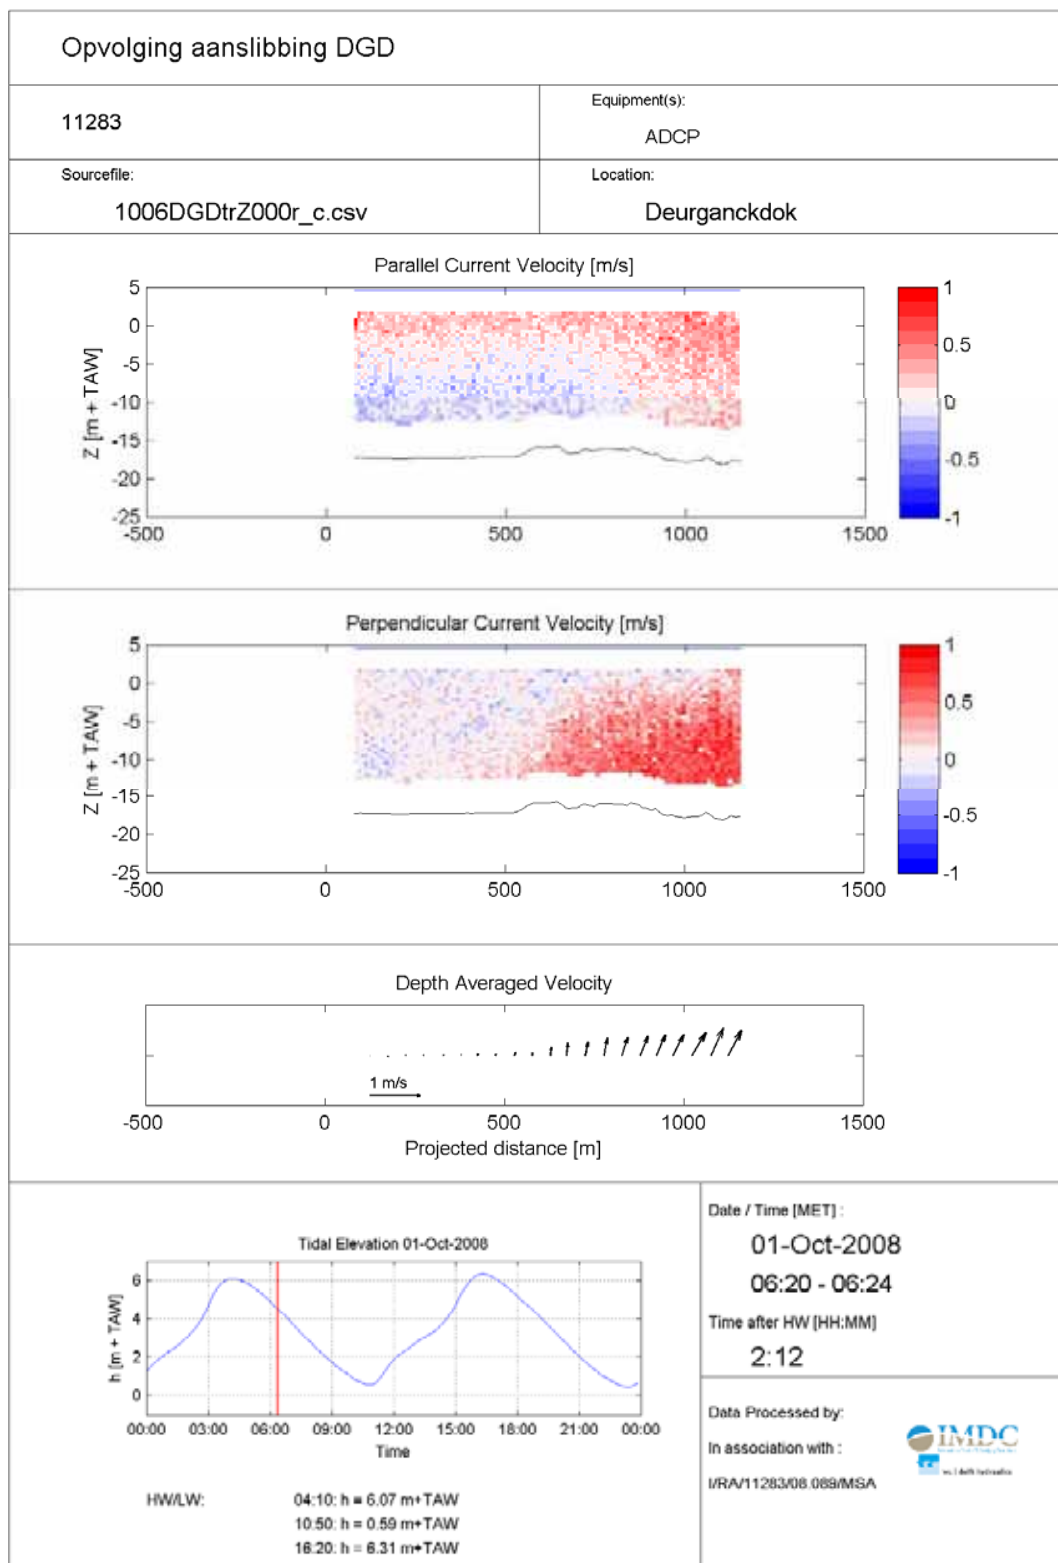 Opvolging aanslibbing DGD
11283
Equipment(s):
ADCP
Sourcefile:
1006DGDtrZ000r_c.csv
Location:
Deurganckdok
Parallel Current Velocity [m/s]
Z [m + TAW]
5
0
-5
-10
-15
-20
-25
-500
0
500
1000
1500
1
0.5
0
-0.5
-1
Perpendicular Current Velocity [m/s]
Z [m + TAW]
5
0
-5
-10
-15
-20
-25
-500
0
500
1000
1500
1
0.5
0
-0.5
-1
Depth Averaged Velocity
1 m/s
-500
0
500
1000
1500
Projected distance [m]
Tidal Elevation 01-Oct-2008
h [m + TAW]
6
4
2
0
00:00
03:00
06:00
09:00
12:00
15:00
18:00
21:00
00:00
Time
HW/LW:
04:10: h = 6.07 m+TAW
10:50: h = 0.59 m+TAW
16:20: h = 6.31 m+TAW
Date / Time [MET] :
01-Oct-2008
06:20 - 06:24
Time after HW [HH:MM]
2:12
Data Processed by:
IMDC
In association with :
wl | delft hydraulics
I/RA/11283/08.089/MSA